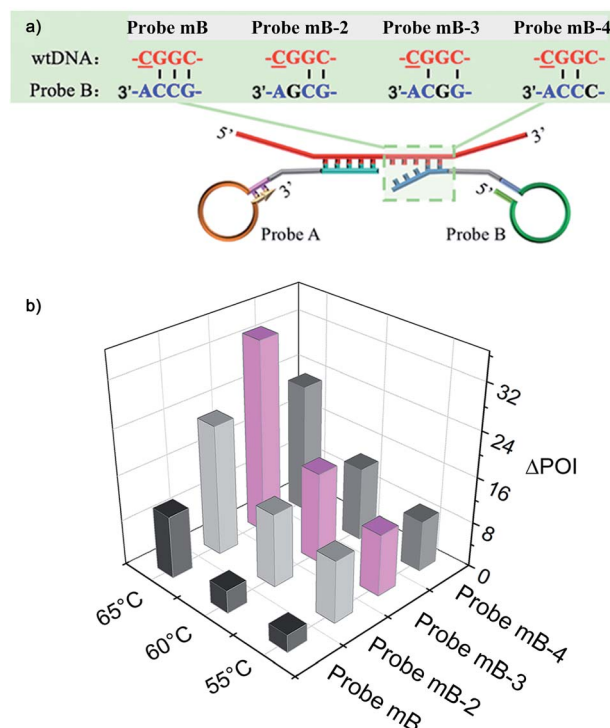 a)
Probe mB Probe mB-2 Probe mB-3 Probe mB-4
wtDNA: -CGGC- -CGGC- -CGGC- -CGGC-
Probe B: 3'-ACCG- 3'-AGCG- 3'-ACGG- 3'-ACCC-
5' 3'
3' 5'
Probe A Probe B
b)
32
24
ΔPOI
16
8
0
65°C
60°C
55°C
Probe mB-4
Probe mB-3
Probe mB-2
Probe mB